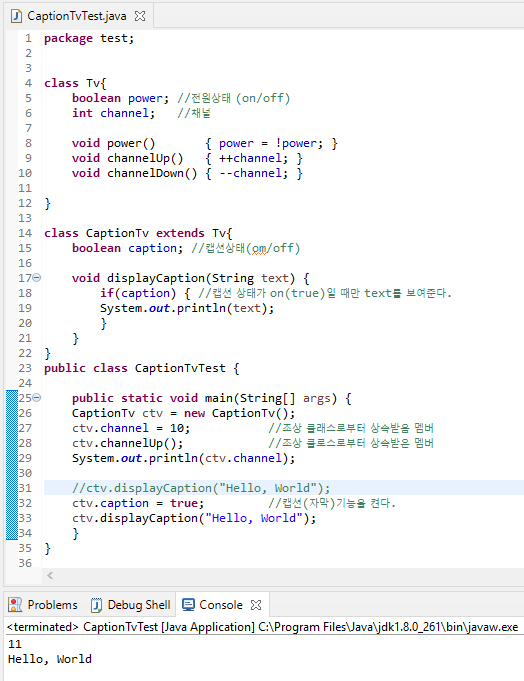 CaptionTvTest.java
1 package test;
2
3
4 class Tv{
5 boolean power; //전원상태 (on/off)
6 int channel; //채널
7
8 void power() { power = !power; }
9 void channelUp() { ++channel; }
10 void channelDown() { --channel; }
11
12 }
13
14 class CaptionTv extends Tv{
15 boolean caption; //캡션상태(om/off)
16
17 void displayCaption(String text) {
18 if(caption) { //캡션 상태가 on(true)일 때만 text를 보여준다.
19 System.out.println(text);
20 }
21 }
22 }
23 public class CaptionTvTest {
24
25 public static void main(String[] args) {
26 CaptionTv ctv = new CaptionTv();
27 ctv.channel = 10; //조상 클래스로부터 상속받을 멤버
28 ctv.channelUp(); //조상 클로스로부터 상속받은 멤버
29 System.out.println(ctv.channel);
30
31 //ctv.displayCaption("Hello, World");
32 ctv.caption = true; //캡션(자막)기능을 켠다.
33 ctv.displayCaption("Hello, World");
34 }
35 }
36
Problems Debug Shell Console
<terminated> CaptionTvTest [Java Application] C:\Program Files\Java\jdk1.8.0_261\bin\javaw.exe
11
Hello, World